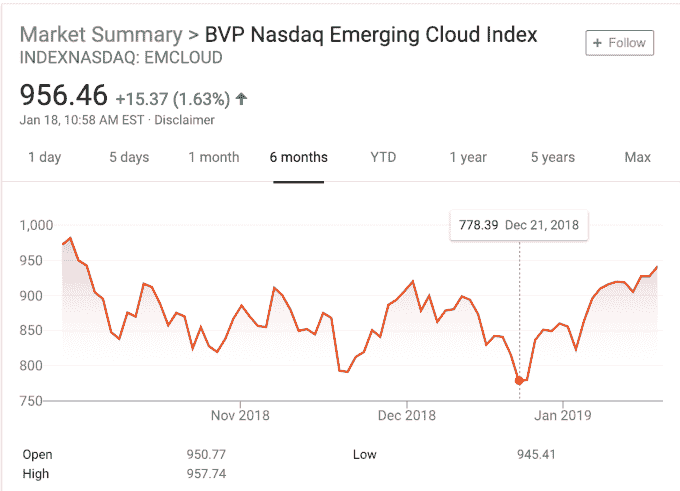 Market Summary > BVP Nasdaq Emerging Cloud Index
INDEXNASDAQ: EMCLOUD
+ Follow
956.46 +15.37 (1.63%) ↑
Jan 18, 10:58 AM EST · Disclaimer
1 day 5 days 1 month 6 months YTD 1 year 5 years Max
778.39 Dec 21, 2018
1,000
950
900
850
800
750
Nov 2018 Dec 2018 Jan 2019
Open 950.77 Low 945.41
High 957.74